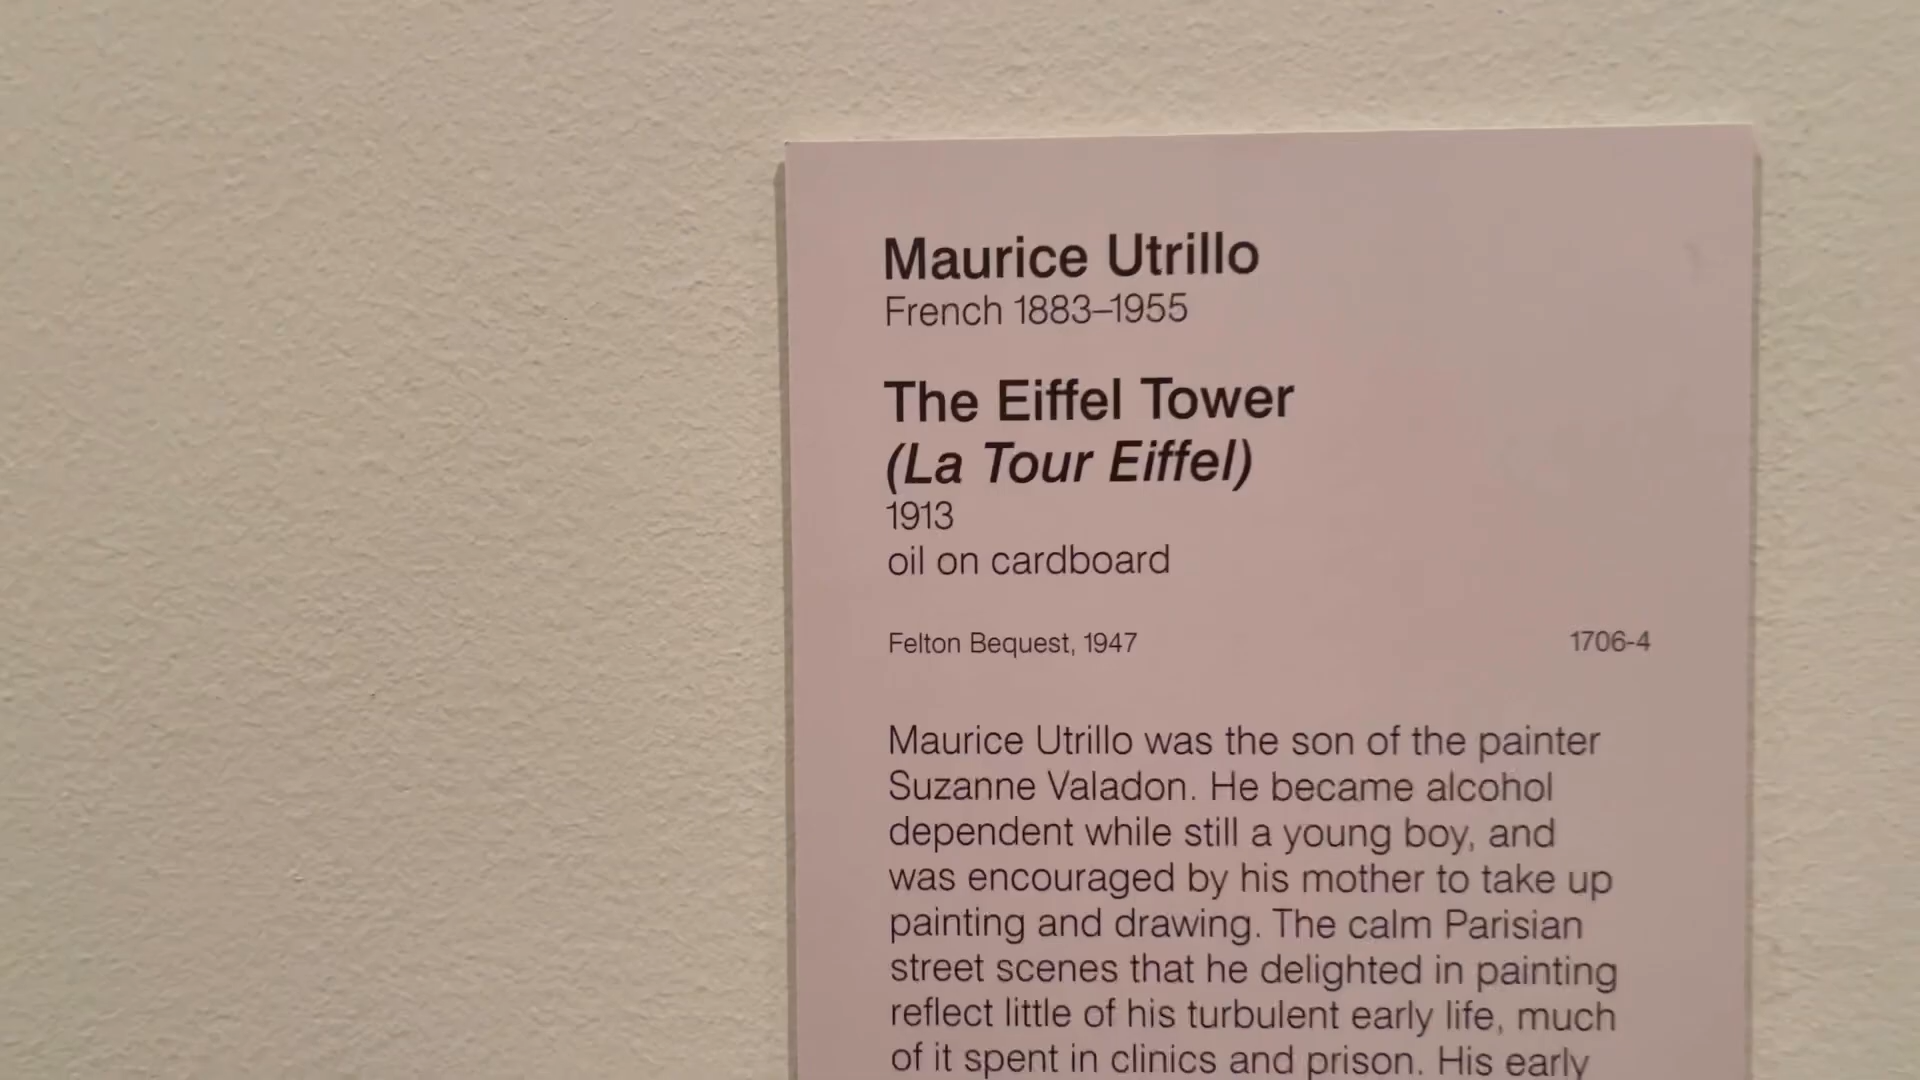 Maurice Utrillo
French 1883–1955
The Eiffel Tower
(La Tour Eiffel)
1913
oil on cardboard
Felton Bequest, 1947 1706-4
Maurice Utrillo was the son of the painter
Suzanne Valadon. He became alcohol
dependent while still a young boy, and
was encouraged by his mother to take up
painting and drawing. The calm Parisian
street scenes that he delighted in painting
reflect little of his turbulent early life, much
of it spent in clinics and prison. His early